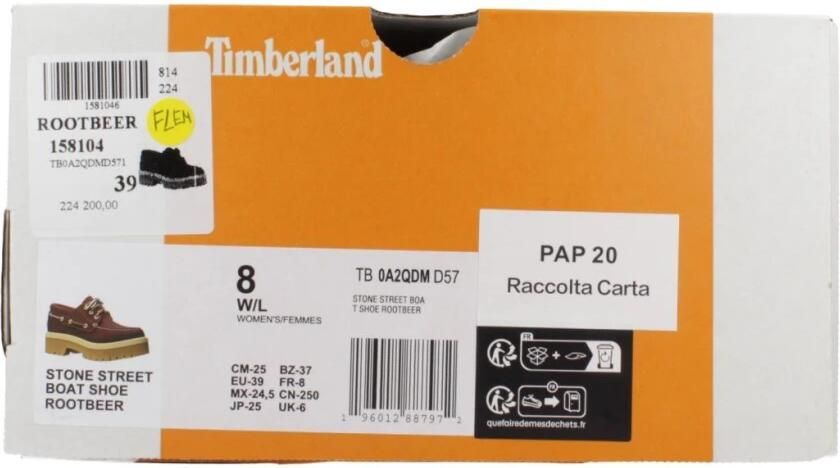 Timberland®
814
224
1581046
ROOTBEER
FLEM
158104
TB0A2QDMD571
39
224 200,00
STONE STREET
BOAT SHOE
ROOTBEER
8
W/L
WOMEN'S/FEMMES
TB 0A2QDM D57
STONE STREET BOA
T SHOE ROOTBEER
CM-25 BZ-37
EU-39 FR-8
MX-24,5 CN-250
JP-25 UK-6
1 96012 88797 2
PAP 20
Raccolta Carta
FR
FR
quefairedemesdechets.fr